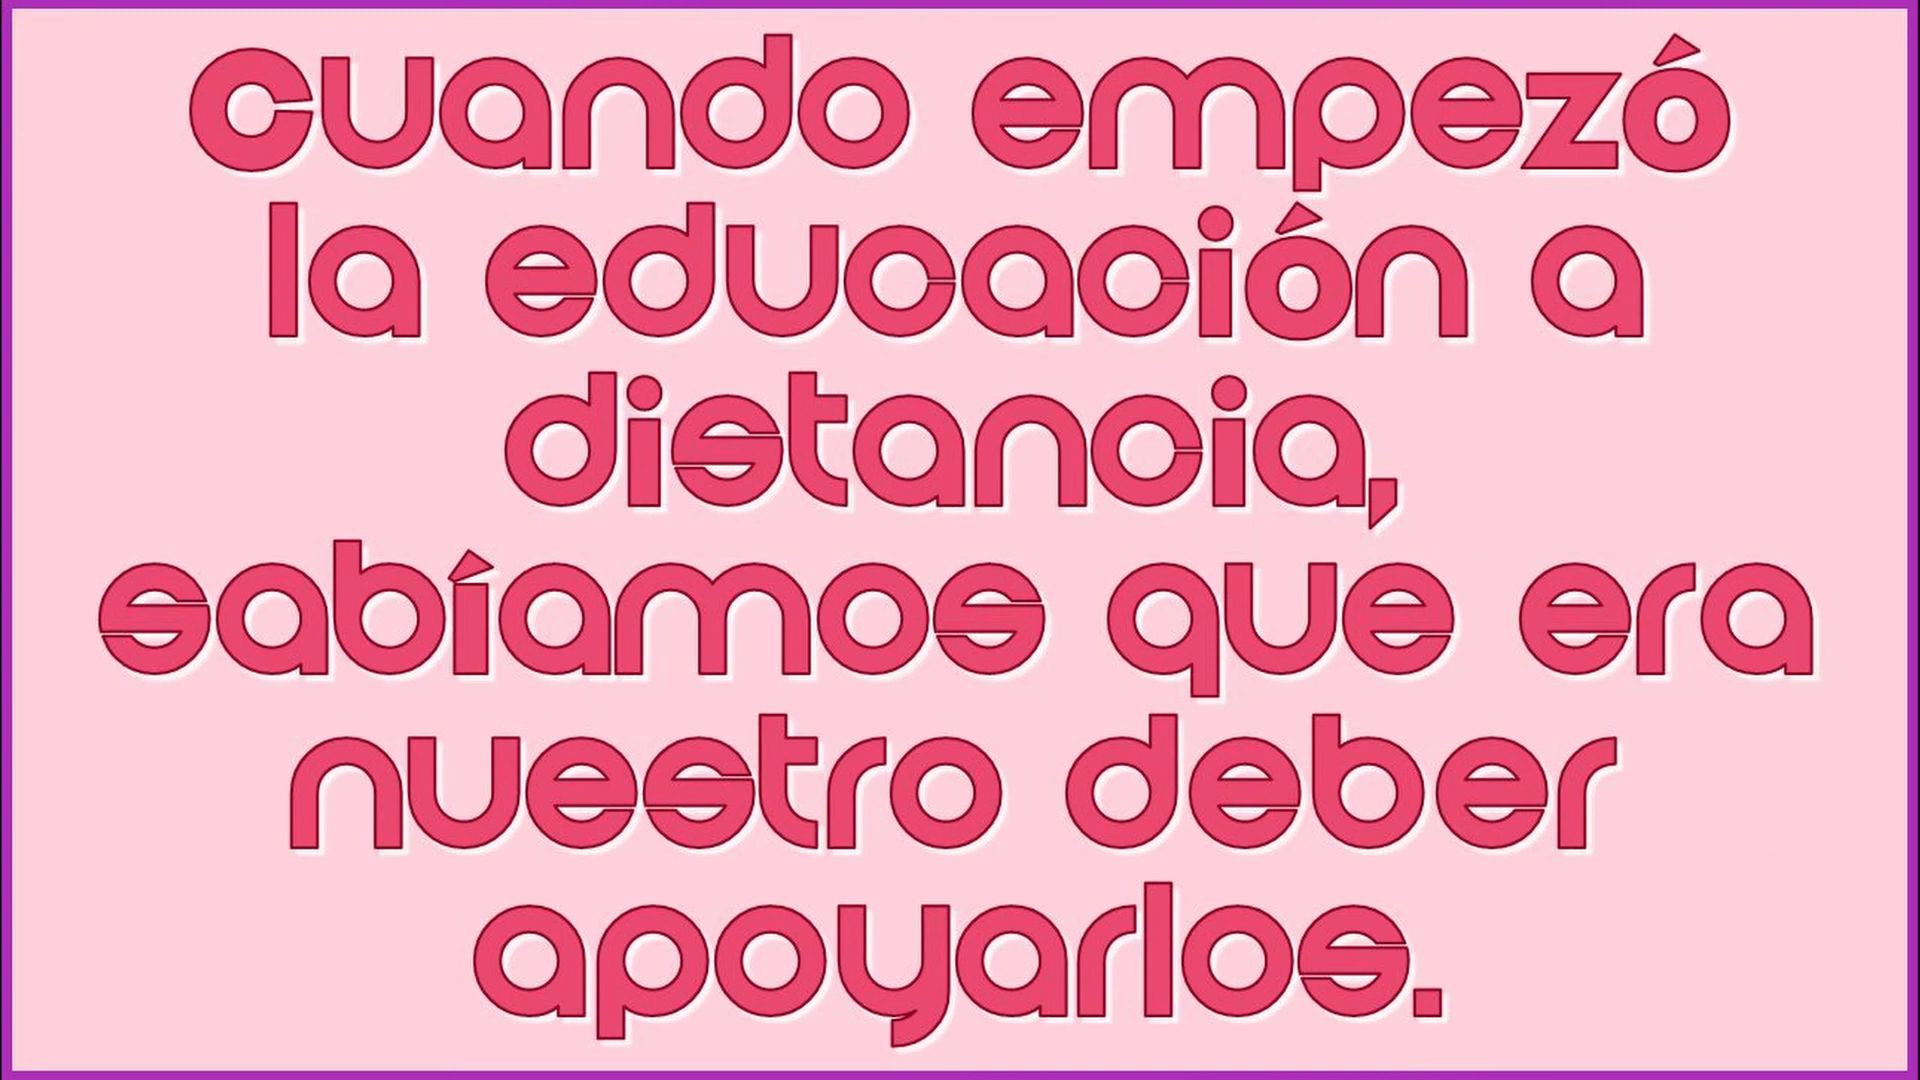 Cuando empezó
la educación a
distancia,
sabíamos que era
nuestro deber
apoyarlos.